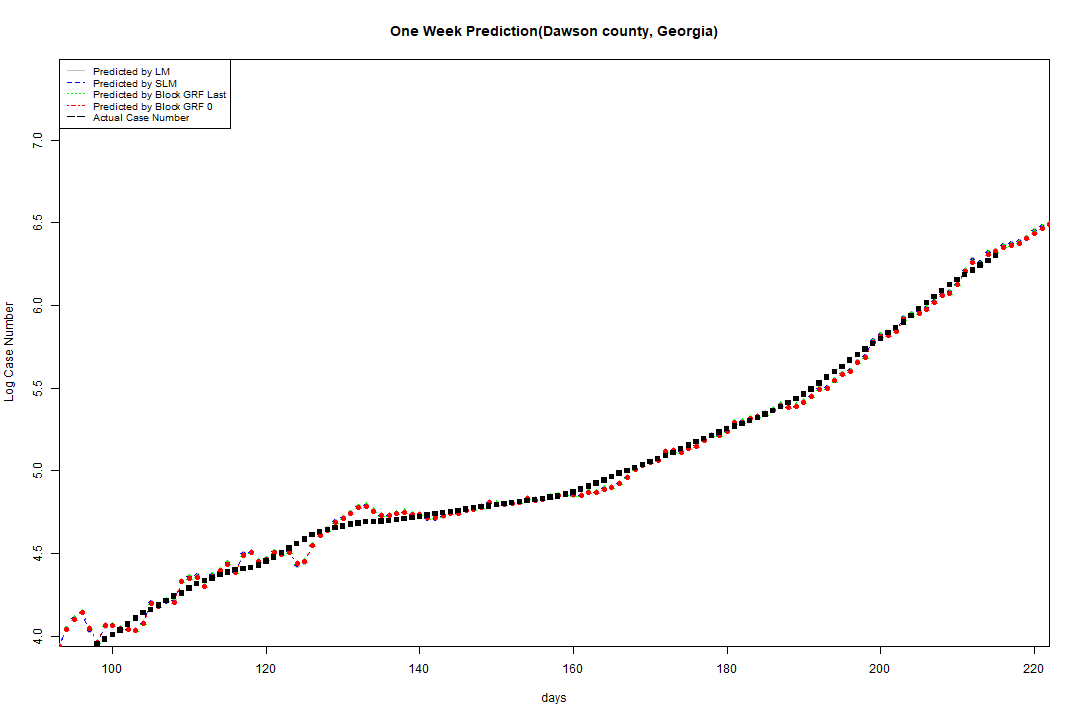 One Week Prediction(Dawson county, Georgia)
Predicted by LM
Predicted by SLM
Predicted by Block GRF Last
Predicted by Block GRF 0
Actual Case Number
7.0
6.5
6.0
5.5
5.0
4.5
4.0
Log Case Number
100 120 140 160 180 200 220
days